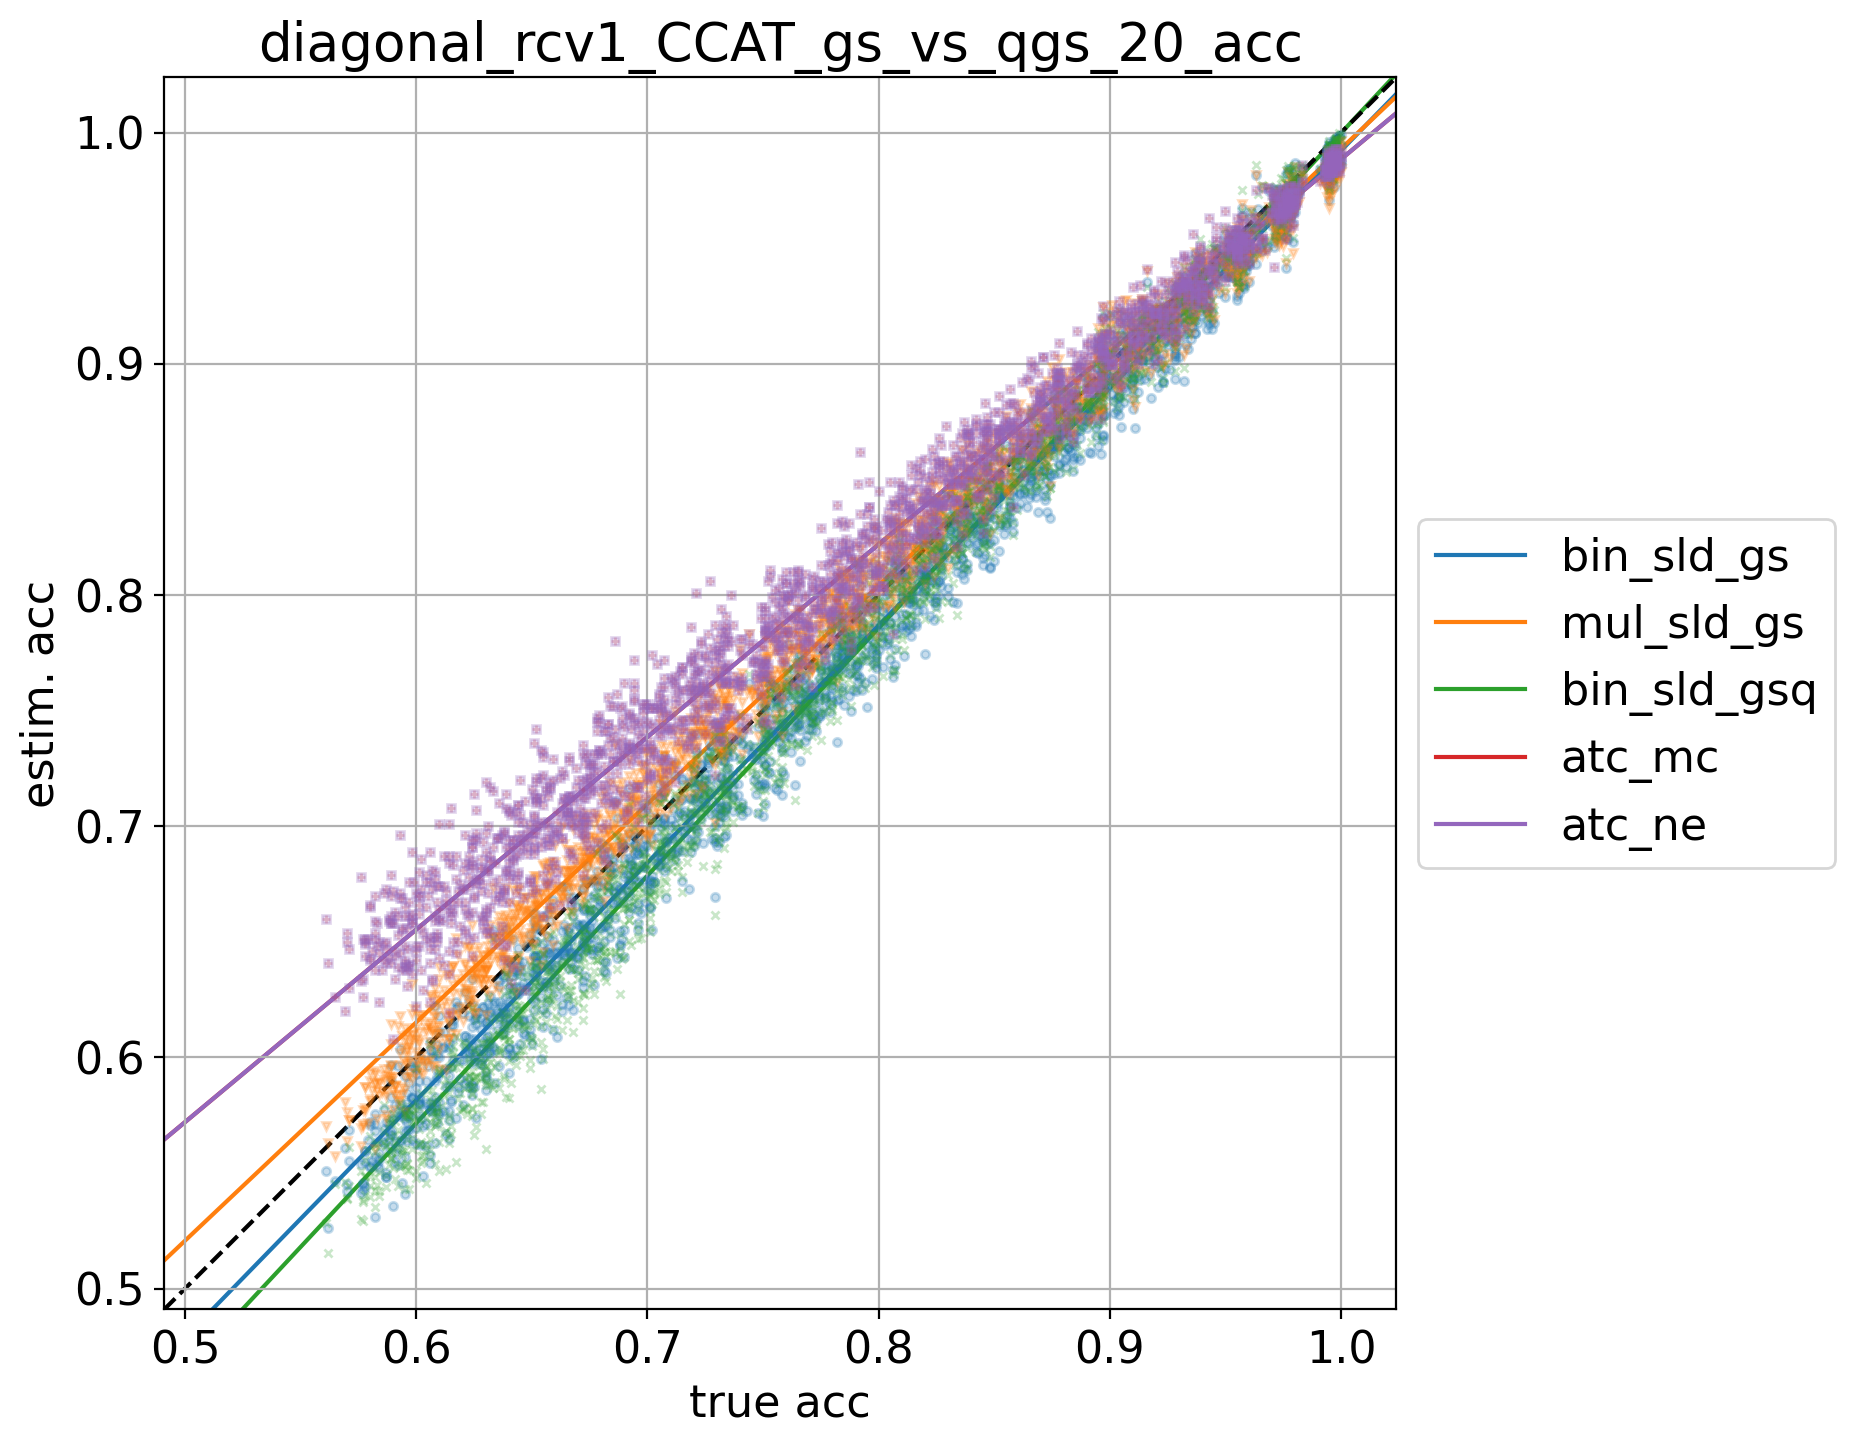 diagonal_rcv1_CCAT_gs_vs_qgs_20_acc
estim. acc
1.0
0.9
0.8
0.7
0.6
0.5
0.5 0.6 0.7 0.8 0.9 1.0
true acc
bin_sld_gs
mul_sld_gs
bin_sld_gsq
atc_mc
atc_ne